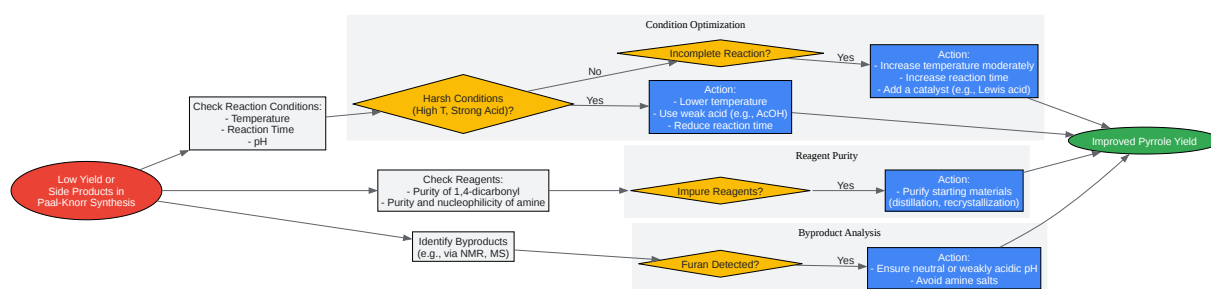 Condition Optimization
Incomplete Reaction?
Yes
Action:
- Increase temperature moderately
- Increase reaction time
- Add a catalyst (e.g., Lewis acid)
No
Harsh Conditions
(High T, Strong Acid)?
Yes
Action:
- Lower temperature
- Use weak acid (e.g., AcOH)
- Reduce reaction time
Check Reaction Conditions:
- Temperature
- Reaction Time
- pH
Improved Pyrrole Yield
Low Yield or
Side Products in
Paal-Knorr Synthesis
Reagent Purity
Check Reagents:
- Purity of 1,4-dicarbonyl
- Purity and nucleophilicity of amine
Impure Reagents?
Yes
Action:
- Purify starting materials
(distillation, recrystallization)
Byproduct Analysis
Identify Byproducts
(e.g., via NMR, MS)
Furan Detected?
Yes
Action:
- Ensure neutral or weakly acidic pH
- Avoid amine salts